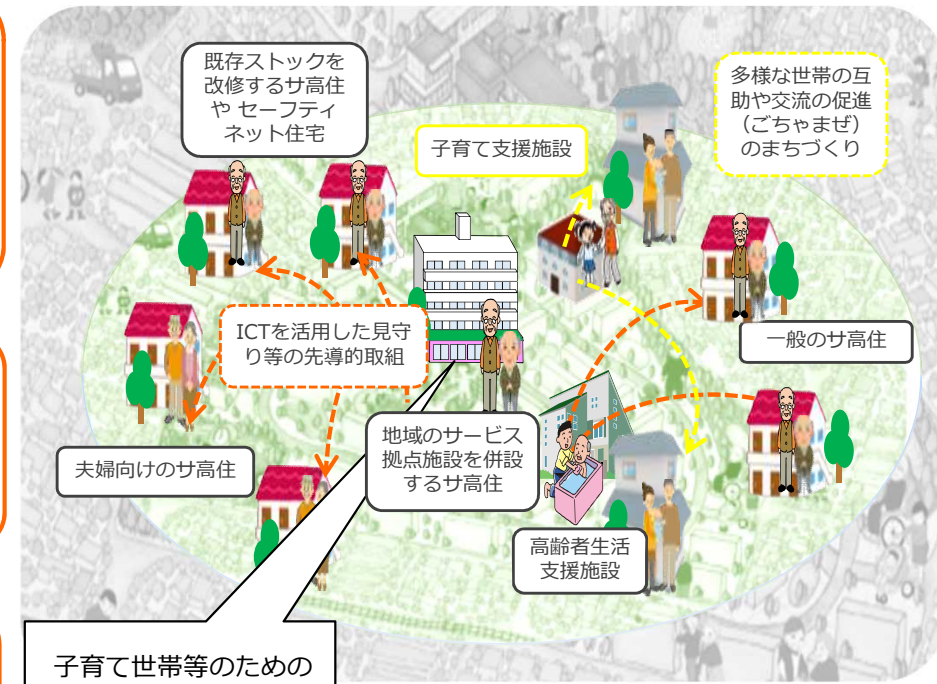 既存ストックを
改修するサ高住
や セーフティ
ネット住宅
子育て支援施設
多様な世帯の互
助や交流の促進
（ごちゃまぜ）
のまちづくり
ICTを活用した見守
り等の先導的取組
一般のサ高住
夫婦向けのサ高住
地域のサービス
拠点施設を併設
するサ高住
高齢者生活
支援施設
子育て世帯等のための